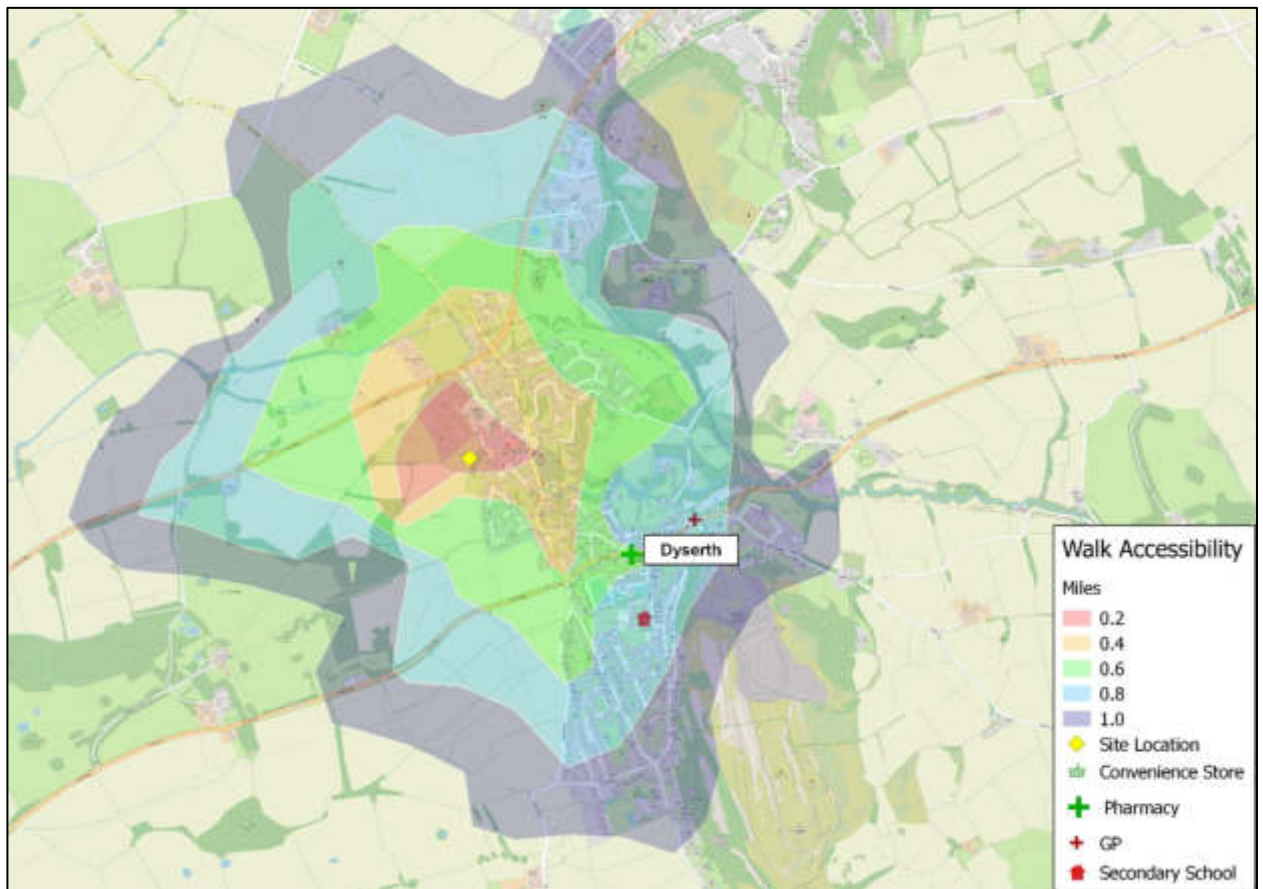 Dyserth
Walk Accessibility
Miles
0.2
0.4
0.6
0.8
1.0
Site Location
Convenience Store
Pharmacy
GP
Secondary School